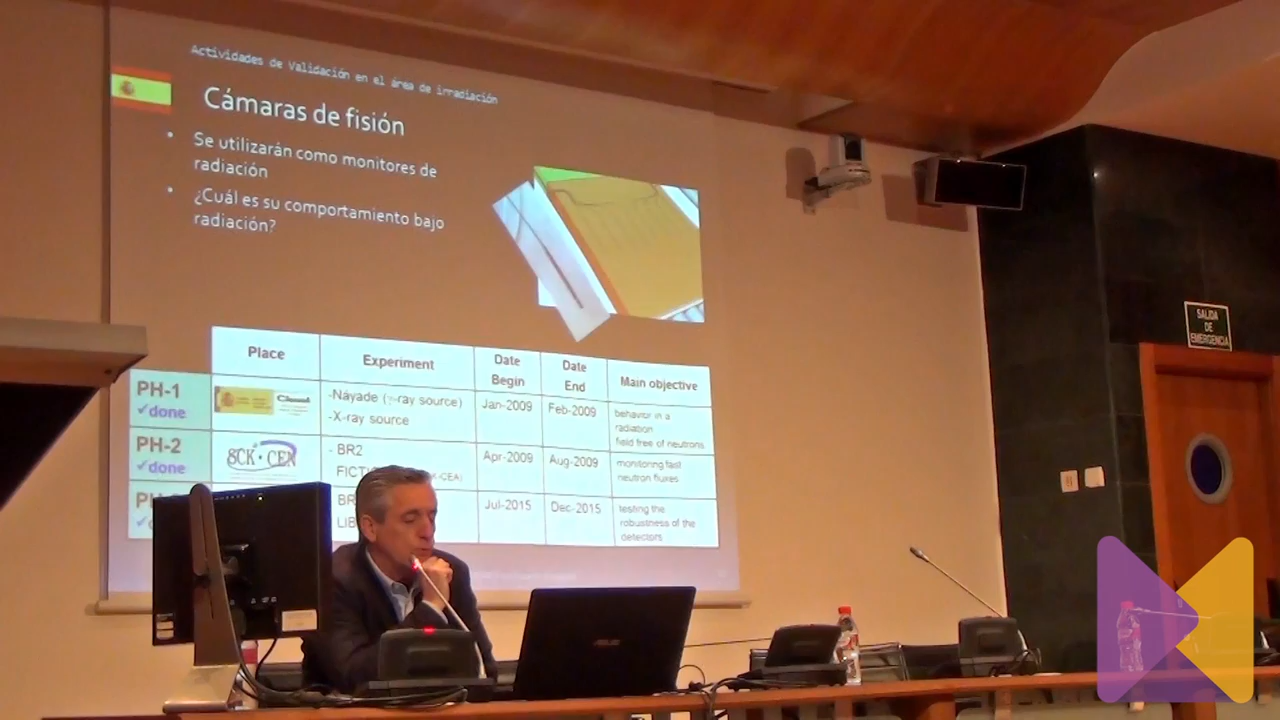 Actividades de Validación en el área de irradiación
Cámaras de fisión
• Se utilizarán como monitores de
radiación
• ¿Cuál es su comportamiento bajo
radiación?
Place
Experiment
Date
Begin
Date
End
Main objective
PH-1
✓done
-Náyade (γ-ray source)
-X-ray source
Jan-2009
Feb-2009
behavior in a
radiation
field free of neutrons
PH-2
✓done
SCK•CEN
- BR2
Apr-2009
Aug-2009
monitoring fast
neutron fluxes
Jul-2015
Dec-2015
testing the
robustness of the
detectors
SALIDA
DE
EMERGENCIA
ASUS